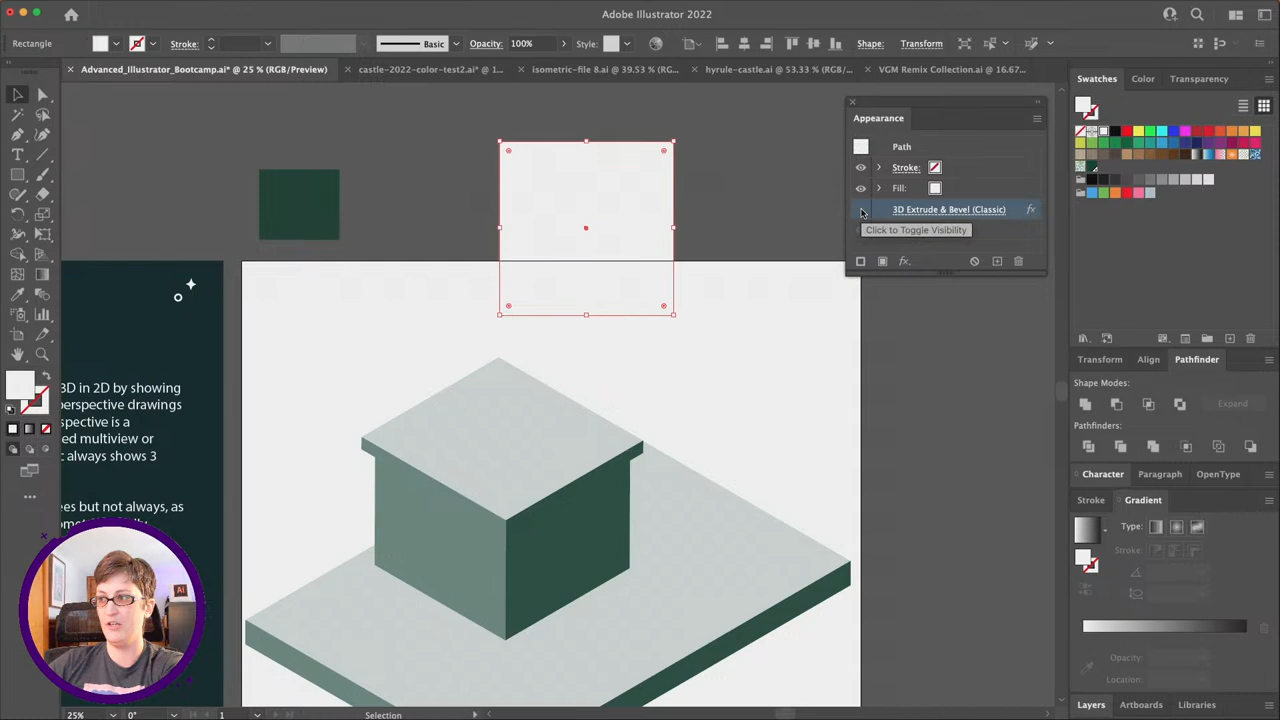 Adobe Illustrator 2022
Rectangle
Stroke:
Basic
Opacity: 100%
Style:
Shape:
Transform
Advanced_Illustrator_Bootcamp.ai* @ 25 % (RGB/Preview)
castle-2022-color-test2.ai* @ 1...
isometric-file 8.ai @ 39.53 % (RG...
hyrule-castle.ai @ 53.33 % (RGB/...
VGM Remix Collection.ai @ 16.67...
Swatches
Color
Transparency
Appearance
Path
Stroke:
Fill:
3D Extrude & Bevel (Classic)
fx
Click to Toggle Visibility
fx
3D in 2D by showing
perspective drawings
spective is a
ed multiview or
t always shows 3
ees but not always, as
Ai
Transform
Align
Pathfinder
Shape Modes:
Expand
Pathfinders:
Character
Paragraph
OpenType
Stroke
Gradient
Type:
Stroke:
Opacity:
Location:
Layers
Artboards
Libraries
25%
0°
1
Selection